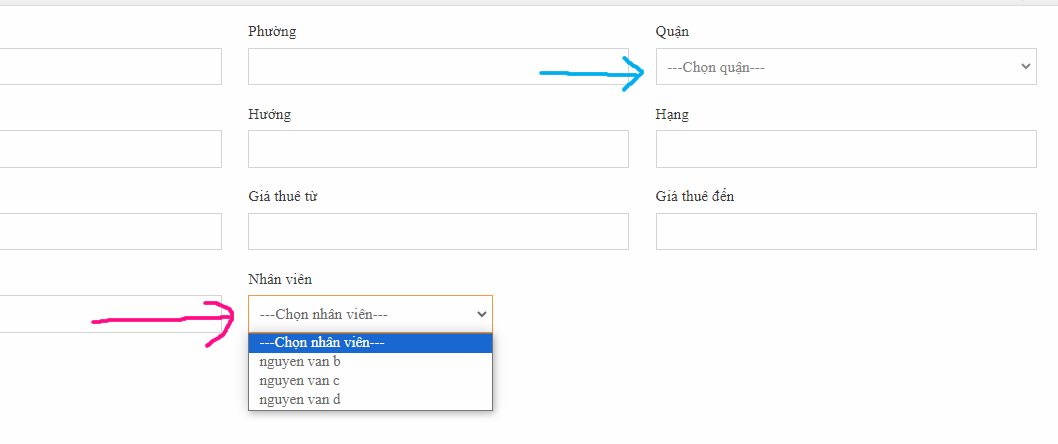 Phường
Quận
---Chọn quận---
Hướng
Hạng
Giá thuê từ
Giá thuê đến
Nhân viên
---Chọn nhân viên---
---Chọn nhân viên---
nguyen van b
nguyen van c
nguyen van d